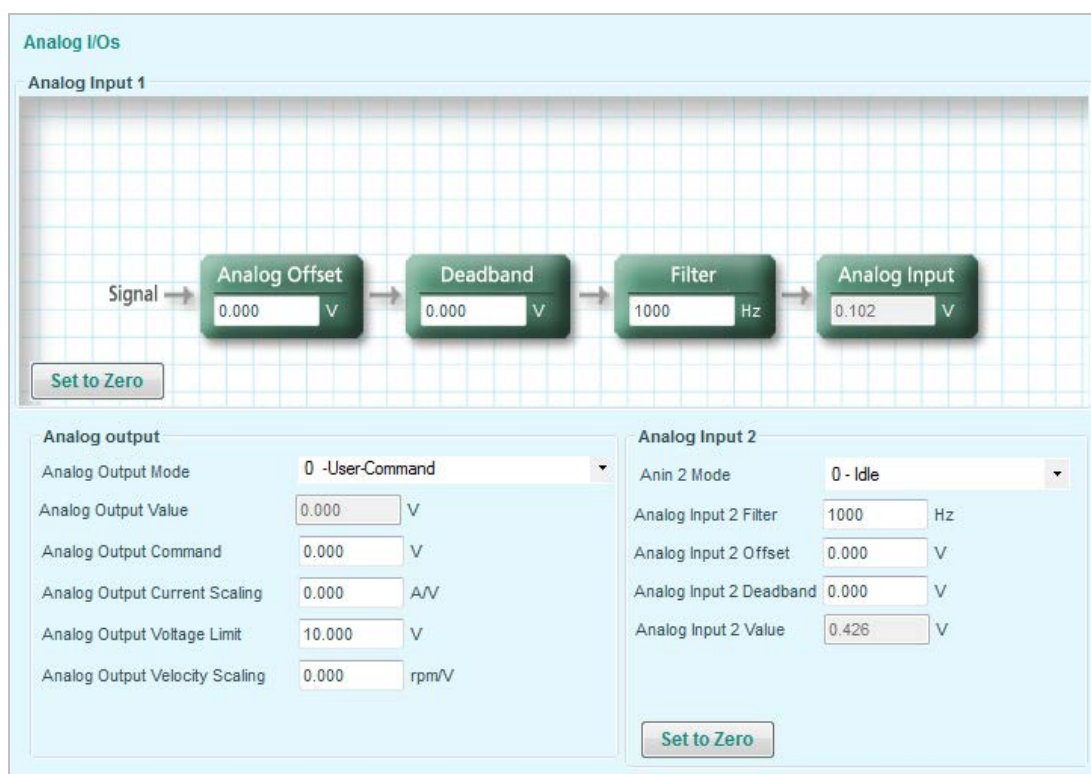 Analog I/Os
Analog Input 1
Signal
Analog Offset
0.000 V
Deadband
0.000 V
Filter
1000 Hz
Analog Input
0.102 V
Set to Zero
Analog output
Analog Output Mode 0 -User-Command
Analog Output Value 0.000 V
Analog Output Command 0.000 V
Analog Output Current Scaling 0.000 A/V
Analog Output Voltage Limit 10.000 V
Analog Output Velocity Scaling 0.000 rpm/V
Analog Input 2
Anin 2 Mode 0 - Idle
Analog Input 2 Filter 1000 Hz
Analog Input 2 Offset 0.000 V
Analog Input 2 Deadband 0.000 V
Analog Input 2 Value 0.426 V
Set to Zero